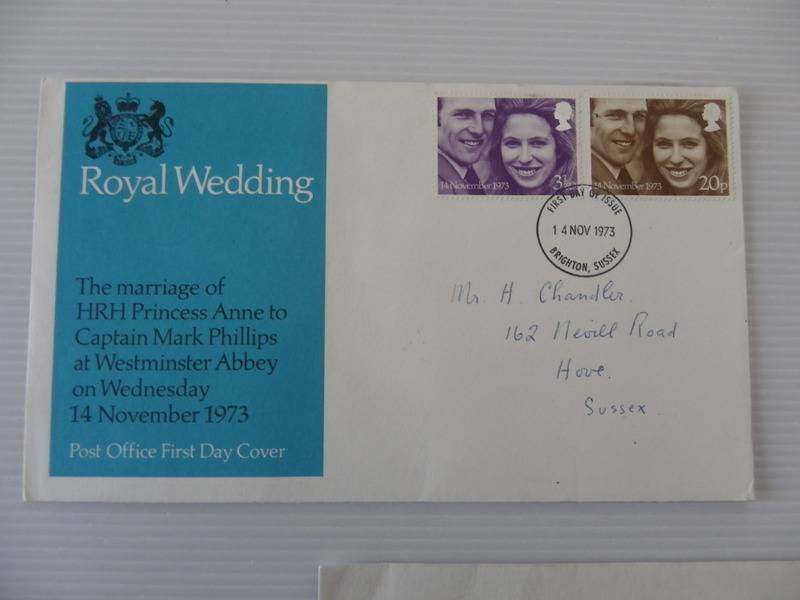 Royal Wedding
The marriage of
HRH Princess Anne to
Captain Mark Phillips
at Westminster Abbey
on Wednesday
14 November 1973
Post Office First Day Cover
14 November 1973 3½
14 November 1973 20p
FIRST DAY OF ISSUE
14 NOV 1973
BRIGHTON, SUSSEX
Mr. H. Chandler.
162 Nevill Road
Hove.
Sussex.